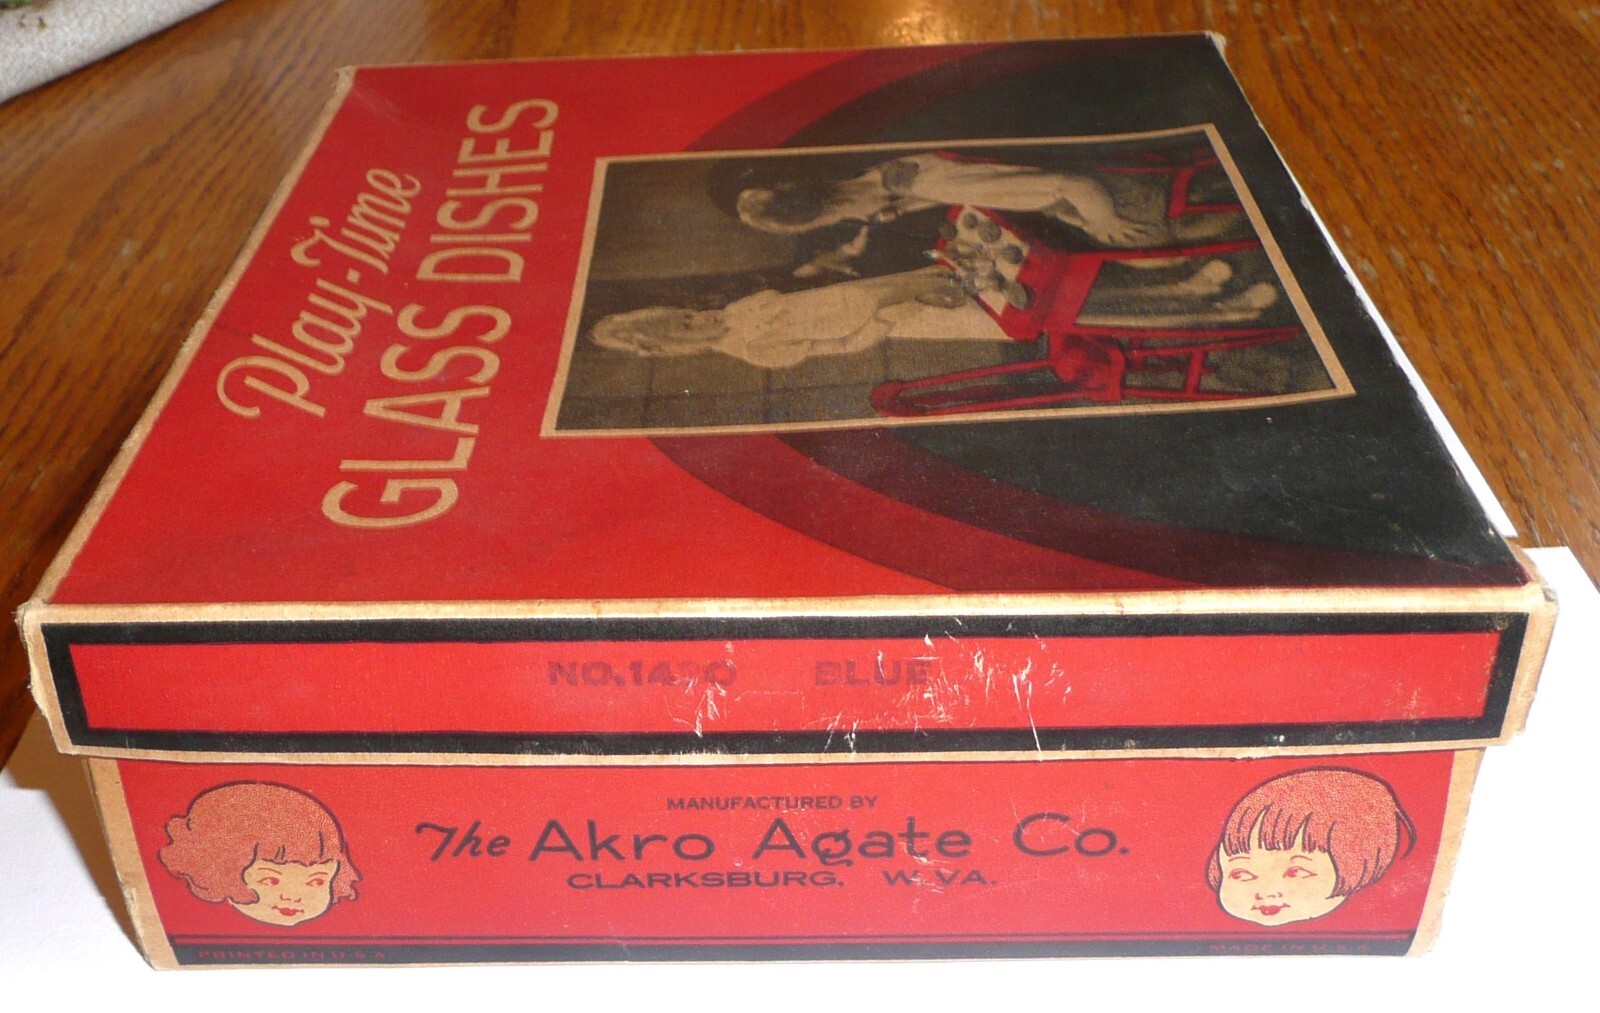 Play-Time
GLASS DISHES
BLUE
MANUFACTURED BY
The Akro Agate Co.
CLARKSBURG, W. VA.
PRINTED IN U.S.A.
MADE IN U.S.A.